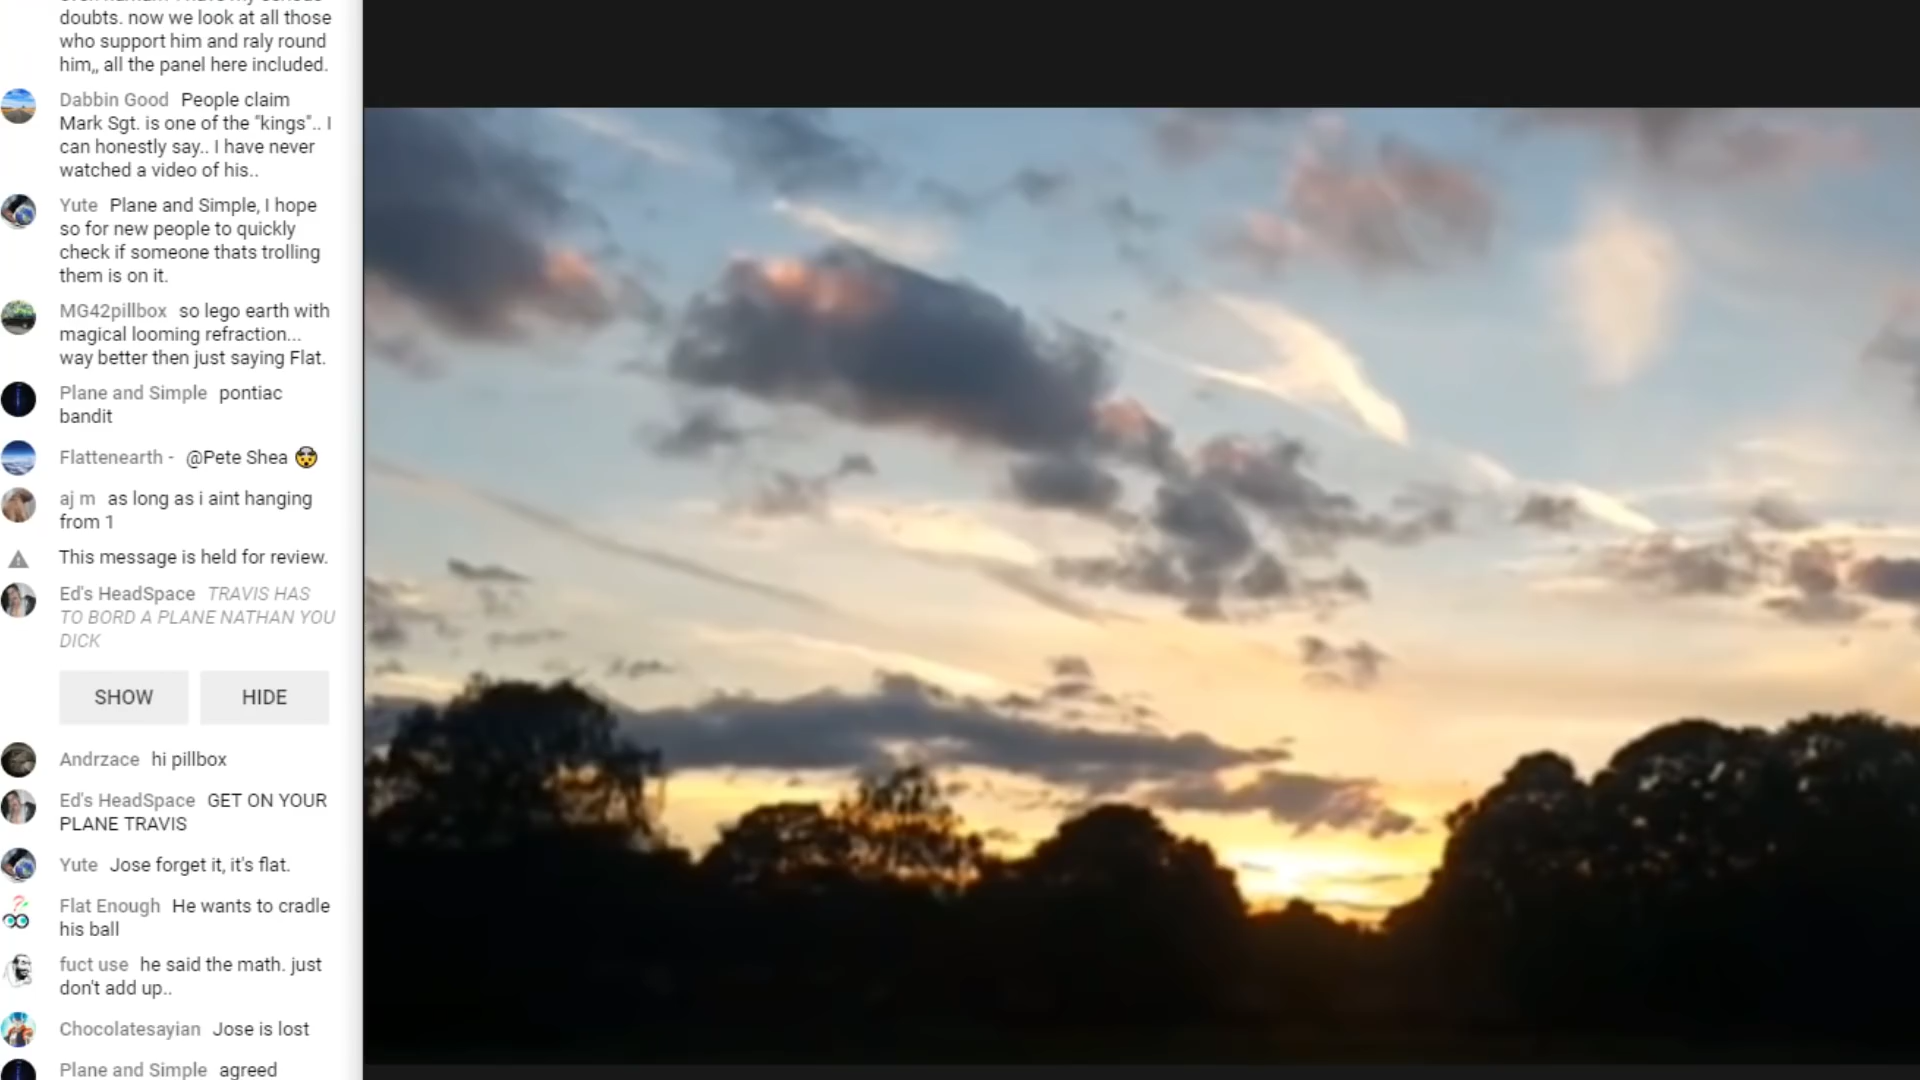 doubts. now we look at all those
who support him and raly round
him,, all the panel here included.
Dabbin Good People claim
Mark Sgt. is one of the "kings".. I
can honestly say.. I have never
watched a video of his..
Yute Plane and Simple, I hope
so for new people to quickly
check if someone thats trolling
them is on it.
MG42pillbox so lego earth with
magical looming refraction...
way better then just saying Flat.
Plane and Simple pontiac
bandit
Flattenearth - @Pete Shea 🤯
aj m as long as i aint hanging
from 1
This message is held for review.
Ed's HeadSpace TRAVIS HAS
TO BORD A PLANE NATHAN YOU
DICK
SHOW HIDE
Andrzace hi pillbox
Ed's HeadSpace GET ON YOUR
PLANE TRAVIS
Yute Jose forget it, it's flat.
Flat Enough He wants to cradle
his ball
fuct use he said the math. just
don't add up..
Chocolatesayian Jose is lost
Plane and Simple agreed